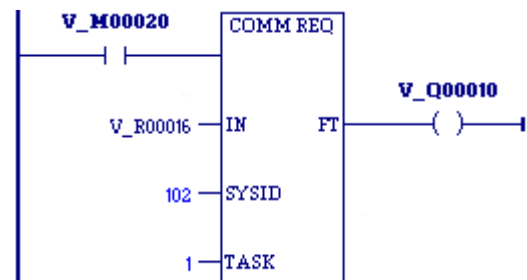 V_M00020
COMM REQ
V_Q00010
V_R00016 IN FT
102 SYSID
1 TASK